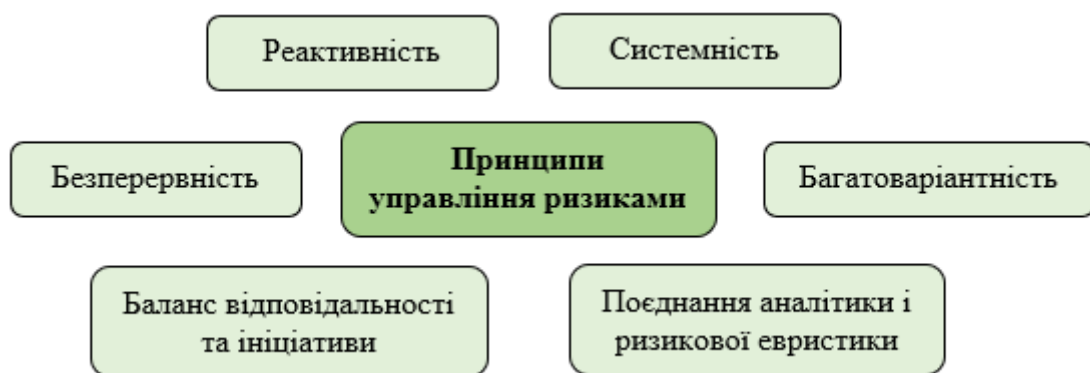 Реактивність
Системність
Безперервність
Принципи
управління ризиками
Багатоваріантність
Баланс відповідальності
та ініціативи
Поєднання аналітики і
ризикової евристики